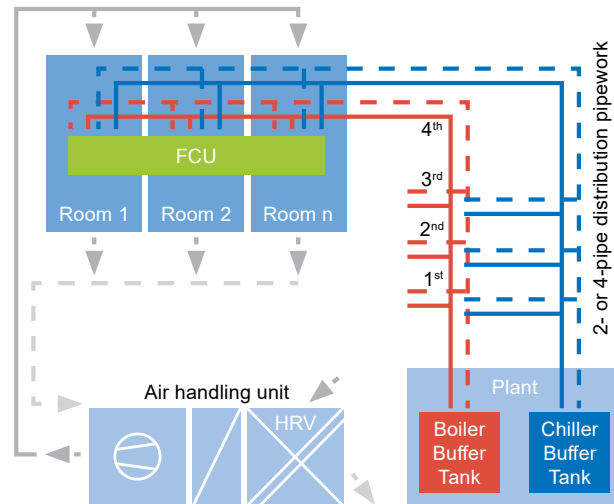 4th
FCU
3rd
Room 1
Room 2
Room n
2nd
1st
2- or 4-pipe distribution pipework
Air handling unit
Plant
HRV
Boiler
Buffer
Tank
Chiller
Buffer
Tank